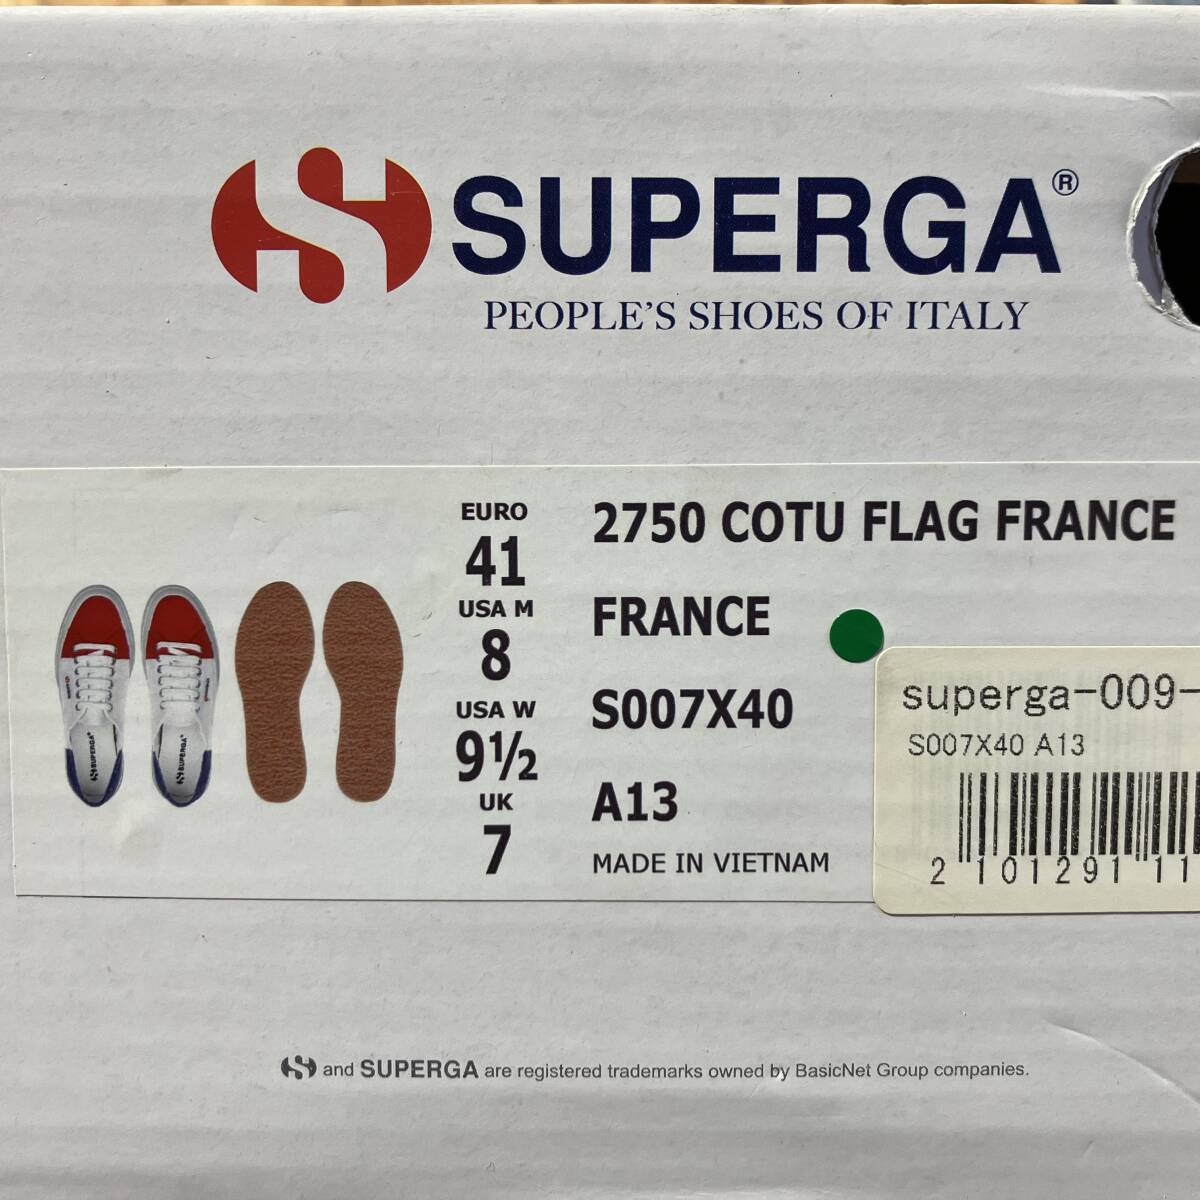 SUPERGA®
PEOPLE'S SHOES OF ITALY
EURO
41
USA M
8
USA W
9½
UK
7
2750 COTU FLAG FRANCE
FRANCE
S007X40
A13
MADE IN VIETNAM
SUPERGA
SUPERGA
superga-009-
S007X40 A13
2 101291 11
and SUPERGA are registered trademarks owned by BasicNet Group companies.